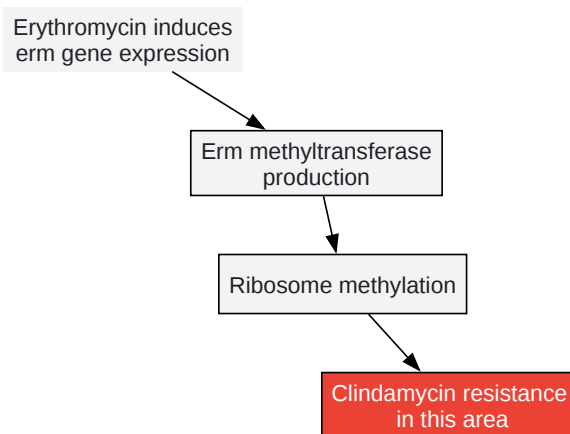 Erythromycin induces
erm gene expression
Erm methyltransferase
production
Ribosome methylation
Clindamycin resistance
in this area